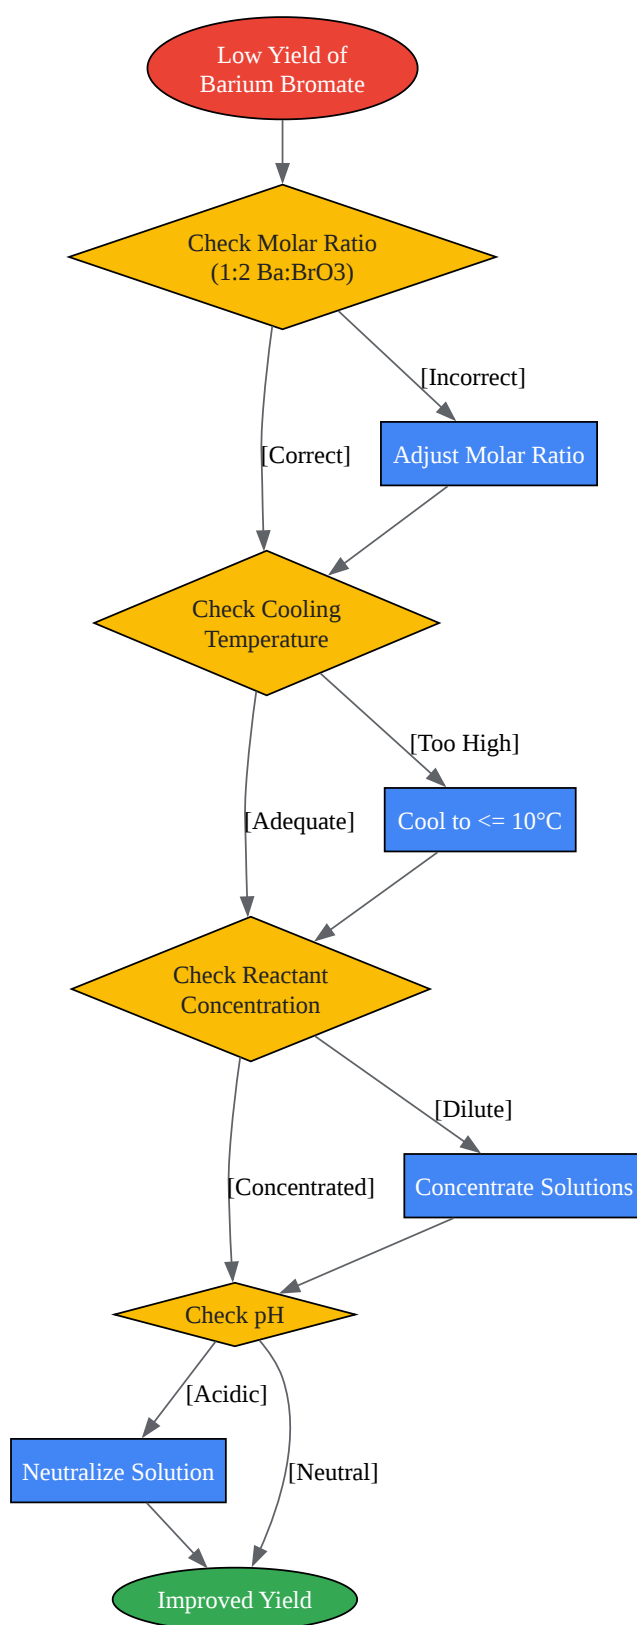 Low Yield of
Barium Bromate
Check Molar Ratio
(1:2 Ba:BrO3)
[Incorrect]
[Correct]
Adjust Molar Ratio
Check Cooling
Temperature
[Too High]
[Adequate]
Cool to <= 10°C
Check Reactant
Concentration
[Dilute]
[Concentrated]
Concentrate Solutions
Check pH
[Acidic]
Neutralize Solution
[Neutral]
Improved Yield